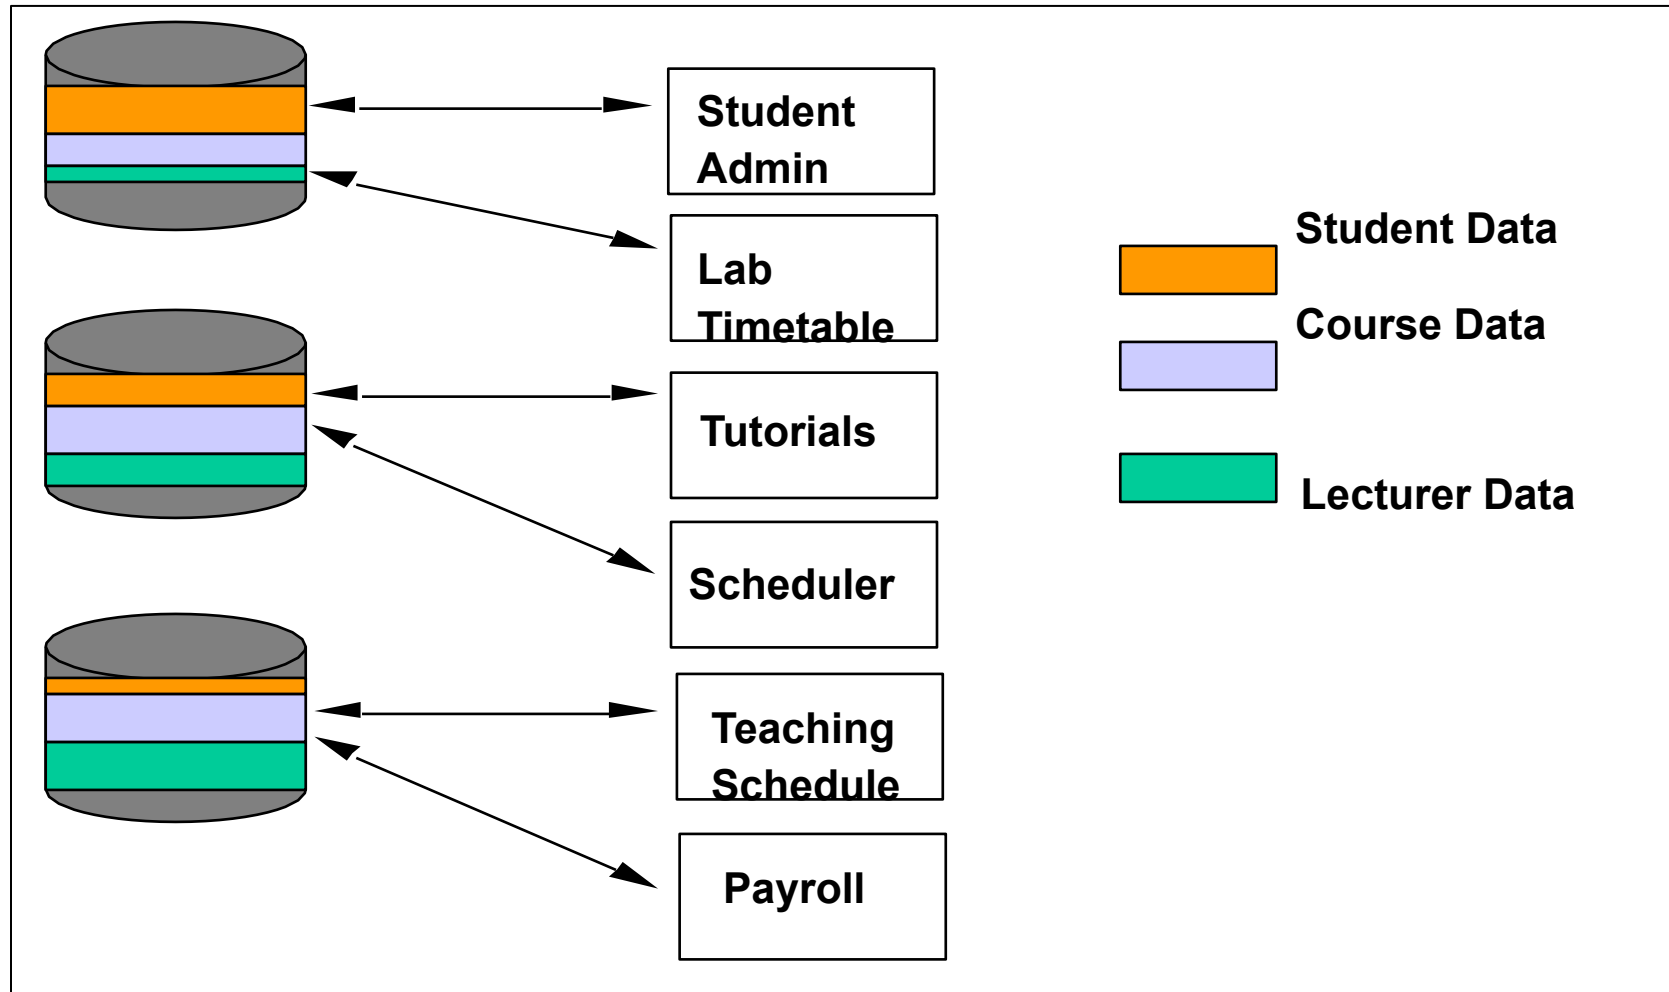 Student
Admin
Lab
Timetable
Tutorials
Scheduler
Teaching
Schedule
Payroll
Student Data
Course Data
Lecturer Data